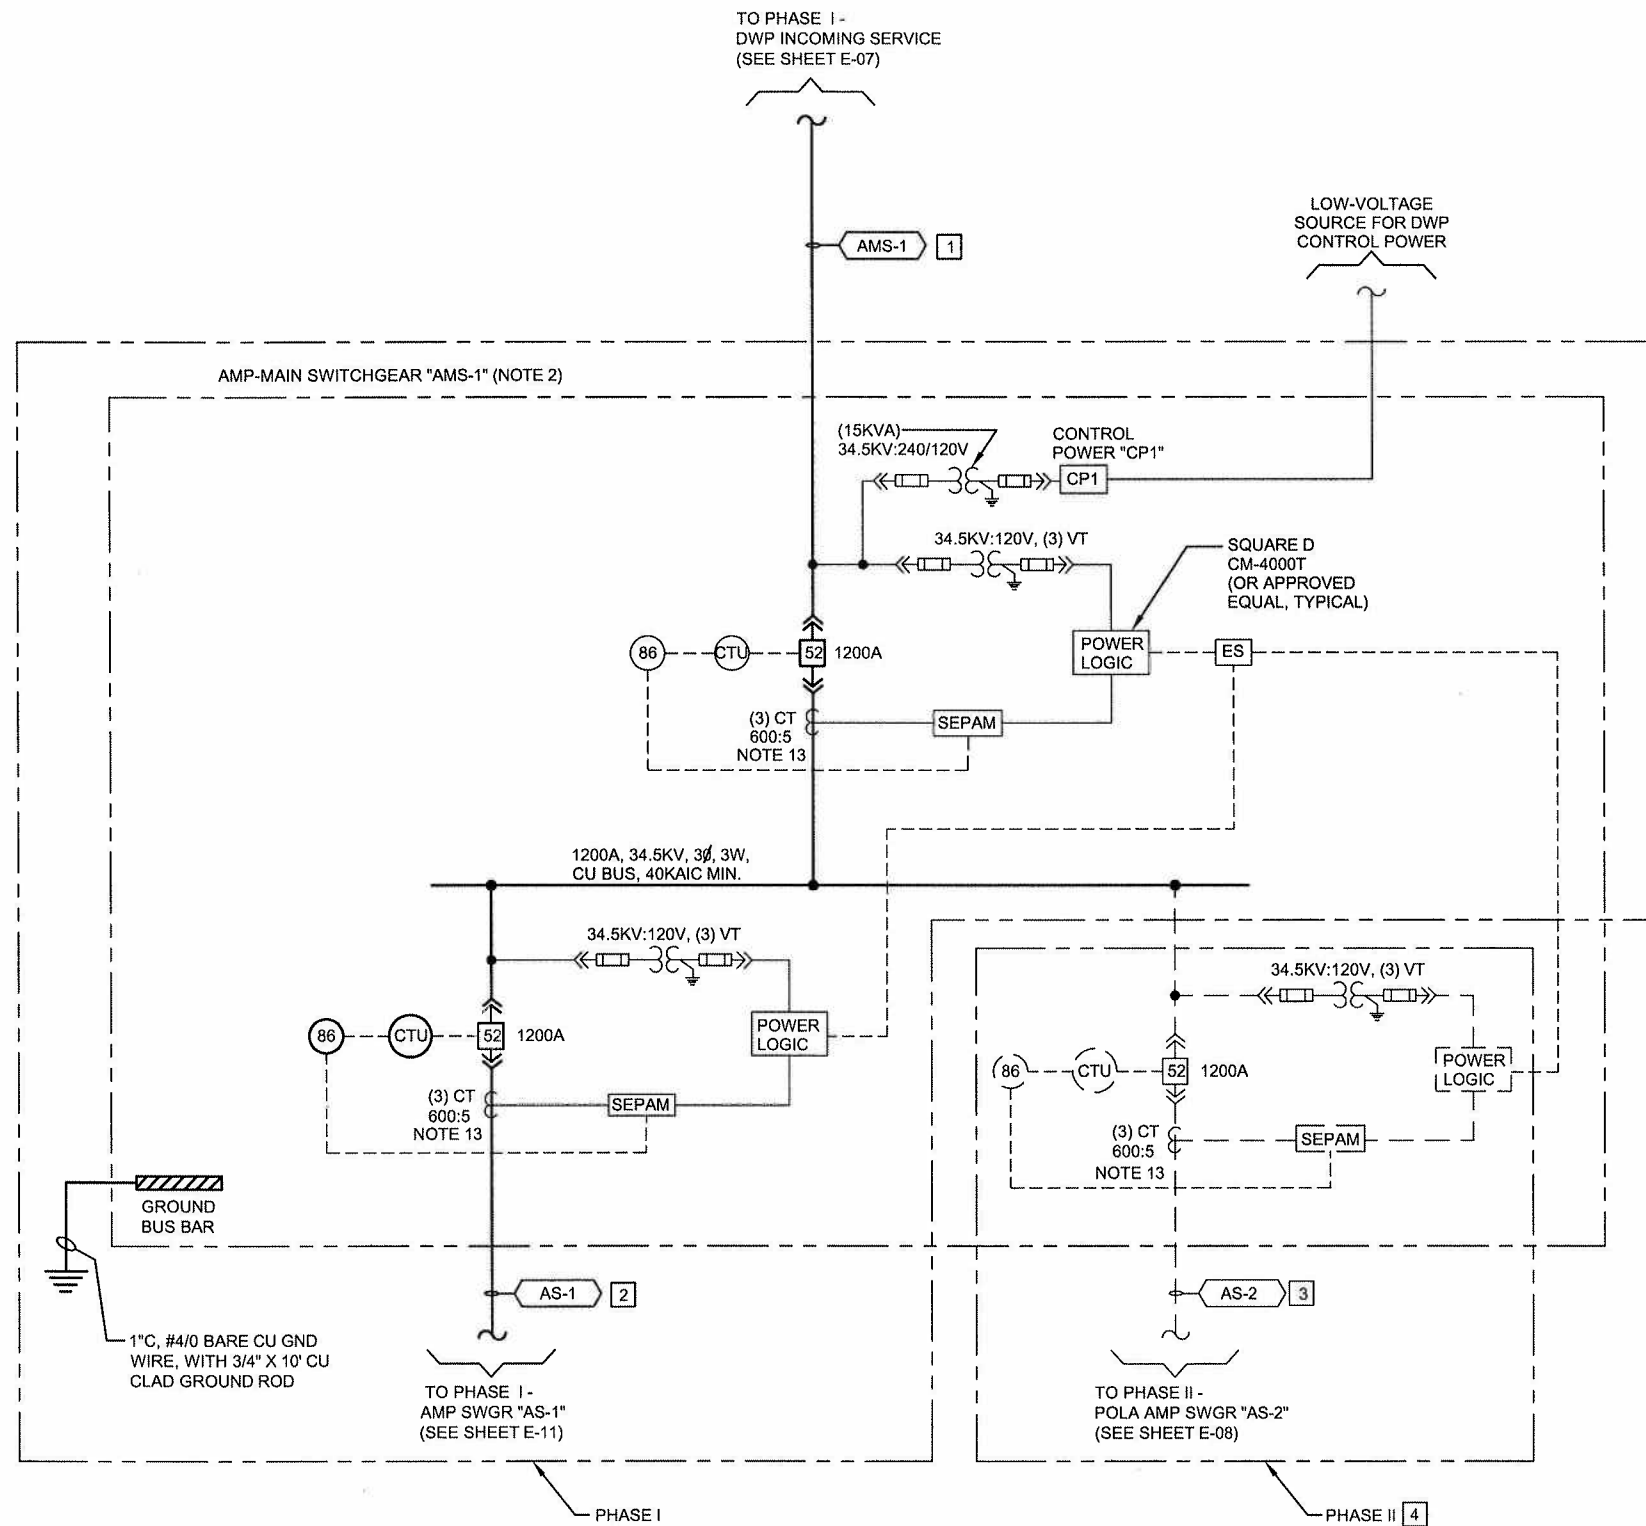 TO PHASE I -
DWP INCOMING SERVICE
(SEE SHEET E-07)
AMS-1
1
LOW-VOLTAGE
SOURCE FOR DWP
CONTROL POWER
AMP-MAIN SWITCHGEAR "AMS-1" (NOTE 2)
(15KVA)
34.5KV:240/120V
CONTROL
POWER "CP1"
CP1
34.5KV:120V, (3) VT
SQUARE D
CM-4000T
(OR APPROVED
EQUAL, TYPICAL)
86
CTU
52
1200A
POWER
LOGIC
ES
(3) CT
600:5
NOTE 13
SEPAM
1200A, 34.5KV, 3Ø, 3W,
CU BUS, 40KAIC MIN.
34.5KV:120V, (3) VT
86
CTU
52
1200A
POWER
LOGIC
(3) CT
600:5
NOTE 13
SEPAM
34.5KV:120V, (3) VT
86
CTU
52
1200A
POWER
LOGIC
(3) CT
600:5
NOTE 13
SEPAM
GROUND
BUS BAR
1"C, #4/0 BARE CU GND
WIRE, WITH 3/4" X 10' CU
CLAD GROUND ROD
AS-1
2
TO PHASE I -
AMP SWGR "AS-1"
(SEE SHEET E-11)
AS-2
3
TO PHASE II -
POLA AMP SWGR "AS-2"
(SEE SHEET E-08)
PHASE I
PHASE II 4